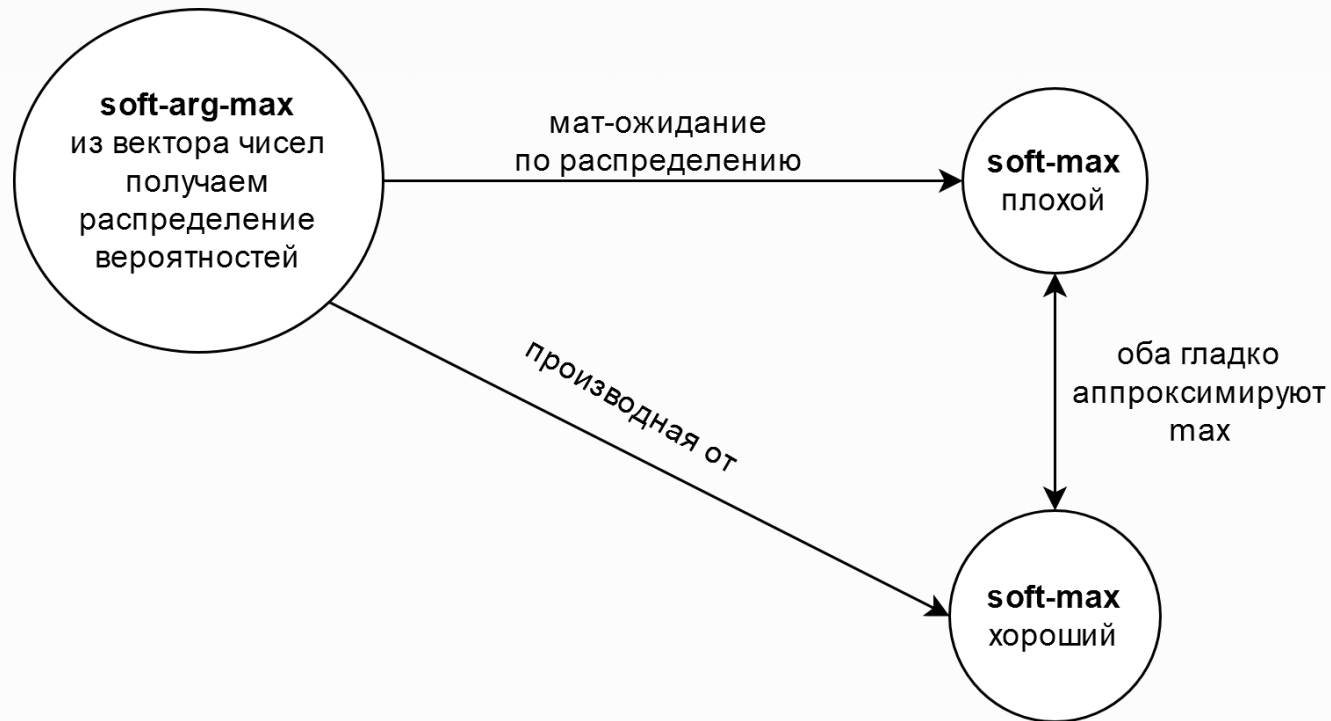 soft-arg-max
из вектора чисел
получаем
распределение
вероятностей
мат-ожидание
по распределению
soft-max
плохой
производная от
оба гладко
аппроксимируют
max
soft-max
хороший